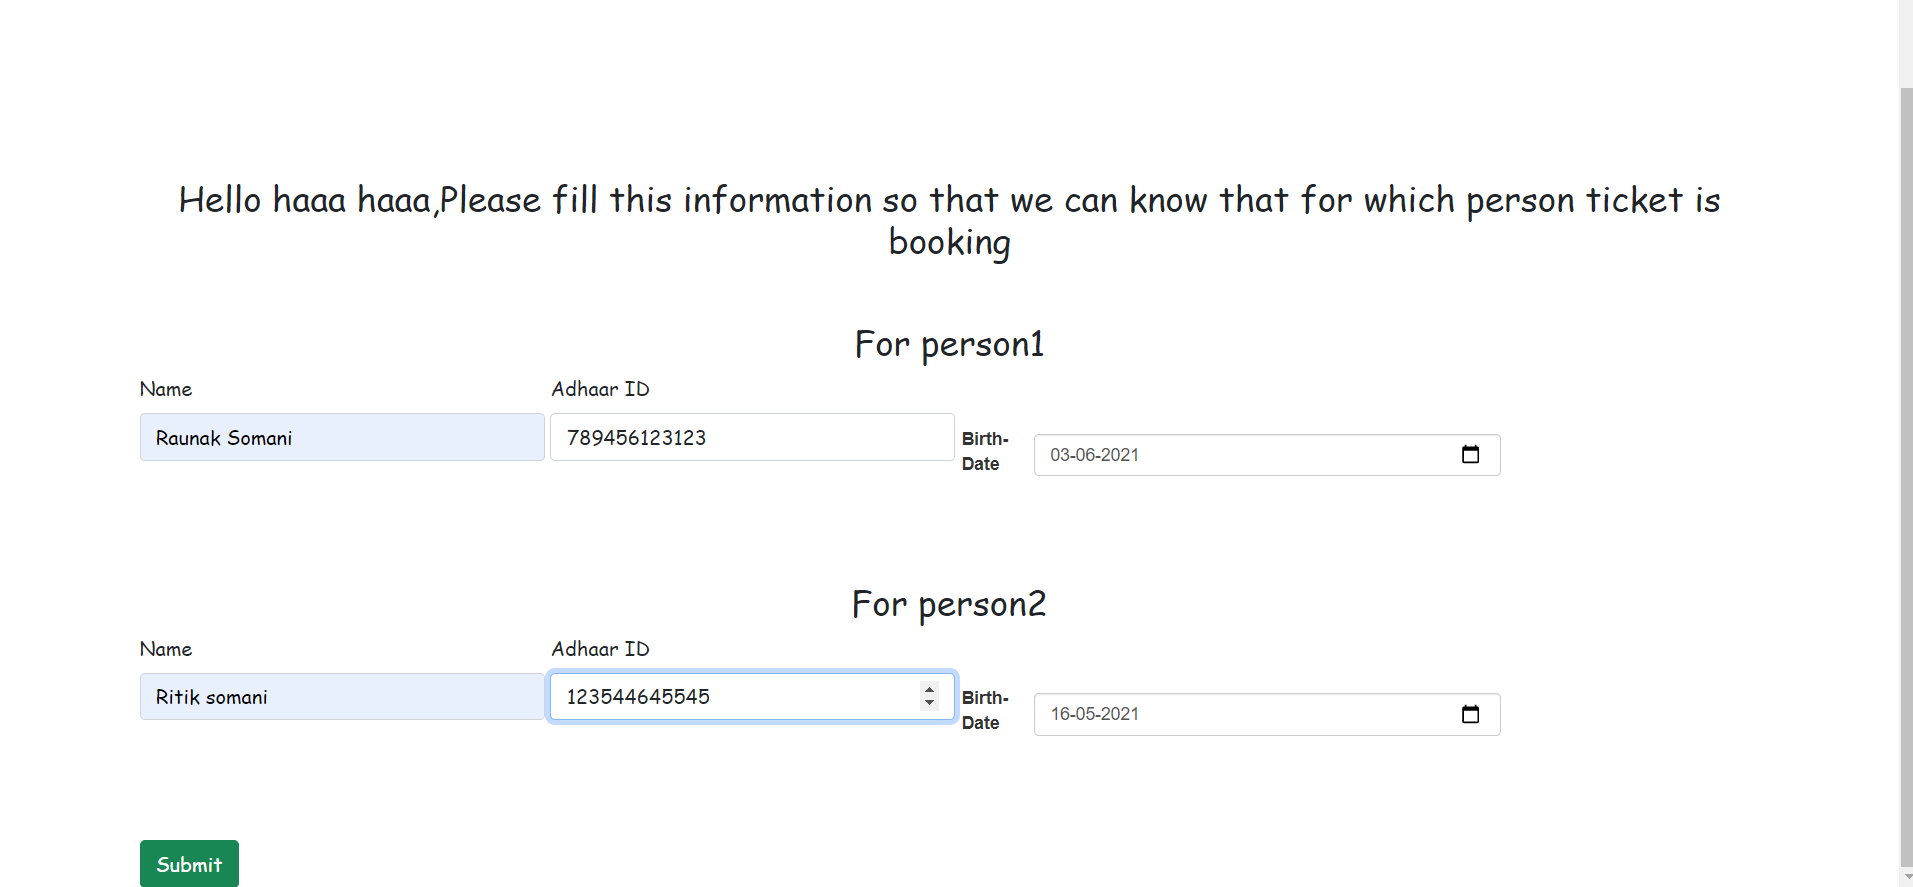 Hello haaa haaa,Please fill this information so that we can know that for which person ticket is
booking
For person1
Name Adhaar ID
Raunak Somani 789456123123 Birth-
Date 03-06-2021
For person2
Name Adhaar ID
Ritik somani 123544645545 Birth-
Date 16-05-2021
Submit